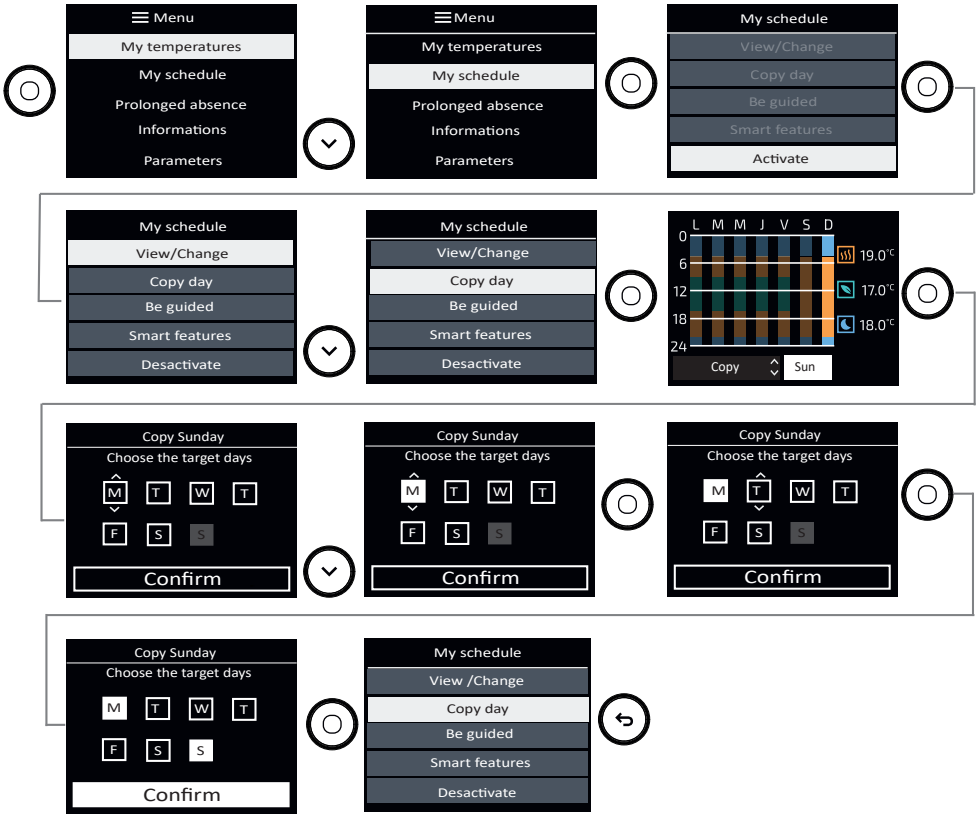 Menu
My temperatures
My schedule
Prolonged absence
Informations
Parameters
Menu
My temperatures
My schedule
Prolonged absence
Informations
Parameters
My schedule
View/Change
Copy day
Be guided
Smart features
Activate
My schedule
View/Change
Copy day
Be guided
Smart features
Desactivate
My schedule
View/Change
Copy day
Be guided
Smart features
Desactivate
L M M J V S D
0
6
12
18
24
19.0°C
17.0°C
18.0°C
Copy Sun
Copy Sunday
Choose the target days
M T W T
F S S
Confirm
Copy Sunday
Choose the target days
M T W T
F S S
Confirm
Copy Sunday
Choose the target days
M T W T
F S S
Confirm
Copy Sunday
Choose the target days
M T W T
F S S
Confirm
My schedule
View /Change
Copy day
Be guided
Smart features
Desactivate